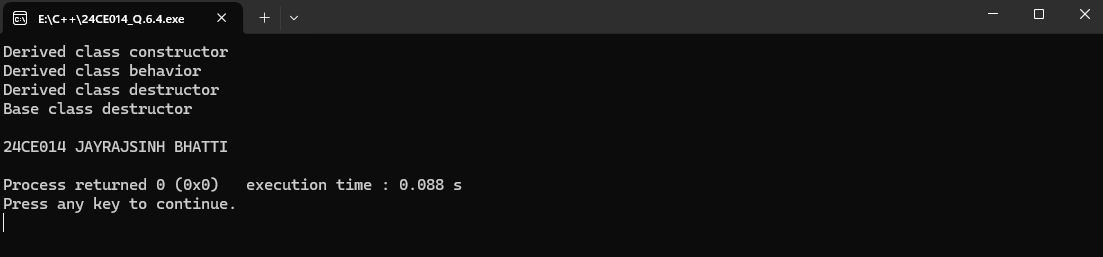 E:\C++\24CE014_Q.6.4.exe
Derived class constructor
Derived class behavior
Derived class destructor
Base class destructor
24CE014 JAYRAJSINH BHATTI
Process returned 0 (0x0)   execution time : 0.088 s
Press any key to continue.